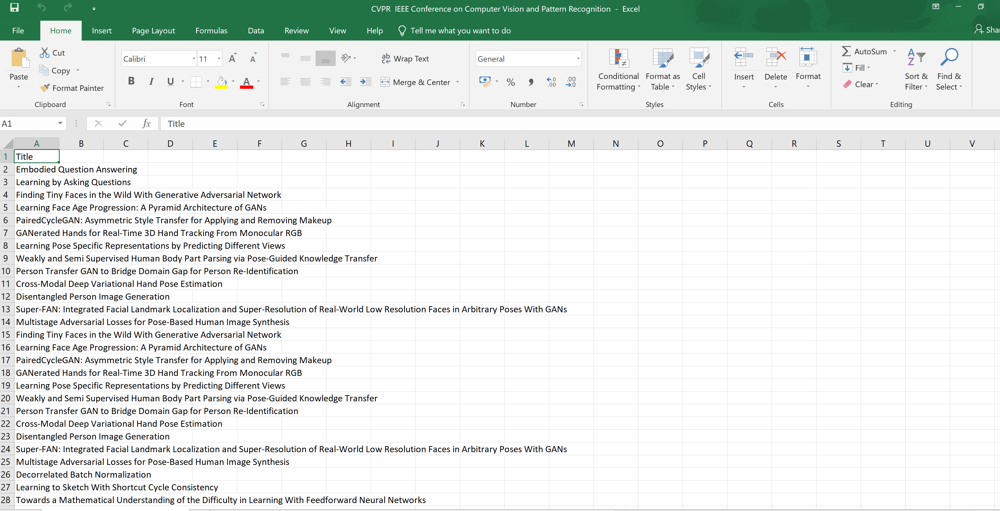 CVPR IEEE Conference on Computer Vision and Pattern Recognition - Excel
File Home Insert Page Layout Formulas Data Review View Help Tell me what you want to do
Paste
Cut
Copy
Format Painter
Clipboard
Calibri 11
A A
B I U A
Font
ab
c
Wrap Text
Merge & Center
Alignment
General
% , .0 .00 .00 .0
Number
Conditional Formatting
Format as Table
Cell Styles
Styles
Insert
Delete
Format
Cells
AutoSum
Fill
Clear
A
Z
Sort & Filter
Find & Select
Editing
A1 fx Title
A B C D E F G H I J K L M N O P Q R S T U V
1 Title
2 Embodied Question Answering
3 Learning by Asking Questions
4 Finding Tiny Faces in the Wild With Generative Adversarial Network
5 Learning Face Age Progression: A Pyramid Architecture of GANs
6 PairedCycleGAN: Asymmetric Style Transfer for Applying and Removing Makeup
7 GANerated Hands for Real-Time 3D Hand Tracking From Monocular RGB
8 Learning Pose Specific Representations by Predicting Different Views
9 Weakly and Semi Supervised Human Body Part Parsing via Pose-Guided Knowledge Transfer
10 Person Transfer GAN to Bridge Domain Gap for Person Re-Identification
11 Cross-Modal Deep Variational Hand Pose Estimation
12 Disentangled Person Image Generation
13 Super-FAN: Integrated Facial Landmark Localization and Super-Resolution of Real-World Low Resolution Faces in Arbitrary Poses With GANs
14 Multistage Adversarial Losses for Pose-Based Human Image Synthesis
15 Finding Tiny Faces in the Wild With Generative Adversarial Network
16 Learning Face Age Progression: A Pyramid Architecture of GANs
17 PairedCycleGAN: Asymmetric Style Transfer for Applying and Removing Makeup
18 GANerated Hands for Real-Time 3D Hand Tracking From Monocular RGB
19 Learning Pose Specific Representations by Predicting Different Views
20 Weakly and Semi Supervised Human Body Part Parsing via Pose-Guided Knowledge Transfer
21 Person Transfer GAN to Bridge Domain Gap for Person Re-Identification
22 Cross-Modal Deep Variational Hand Pose Estimation
23 Disentangled Person Image Generation
24 Super-FAN: Integrated Facial Landmark Localization and Super-Resolution of Real-World Low Resolution Faces in Arbitrary Poses With GANs
25 Multistage Adversarial Losses for Pose-Based Human Image Synthesis
26 Decorrelated Batch Normalization
27 Learning to Sketch With Shortcut Cycle Consistency
28 Towards a Mathematical Understanding of the Difficulty in Learning With Feedforward Neural Networks